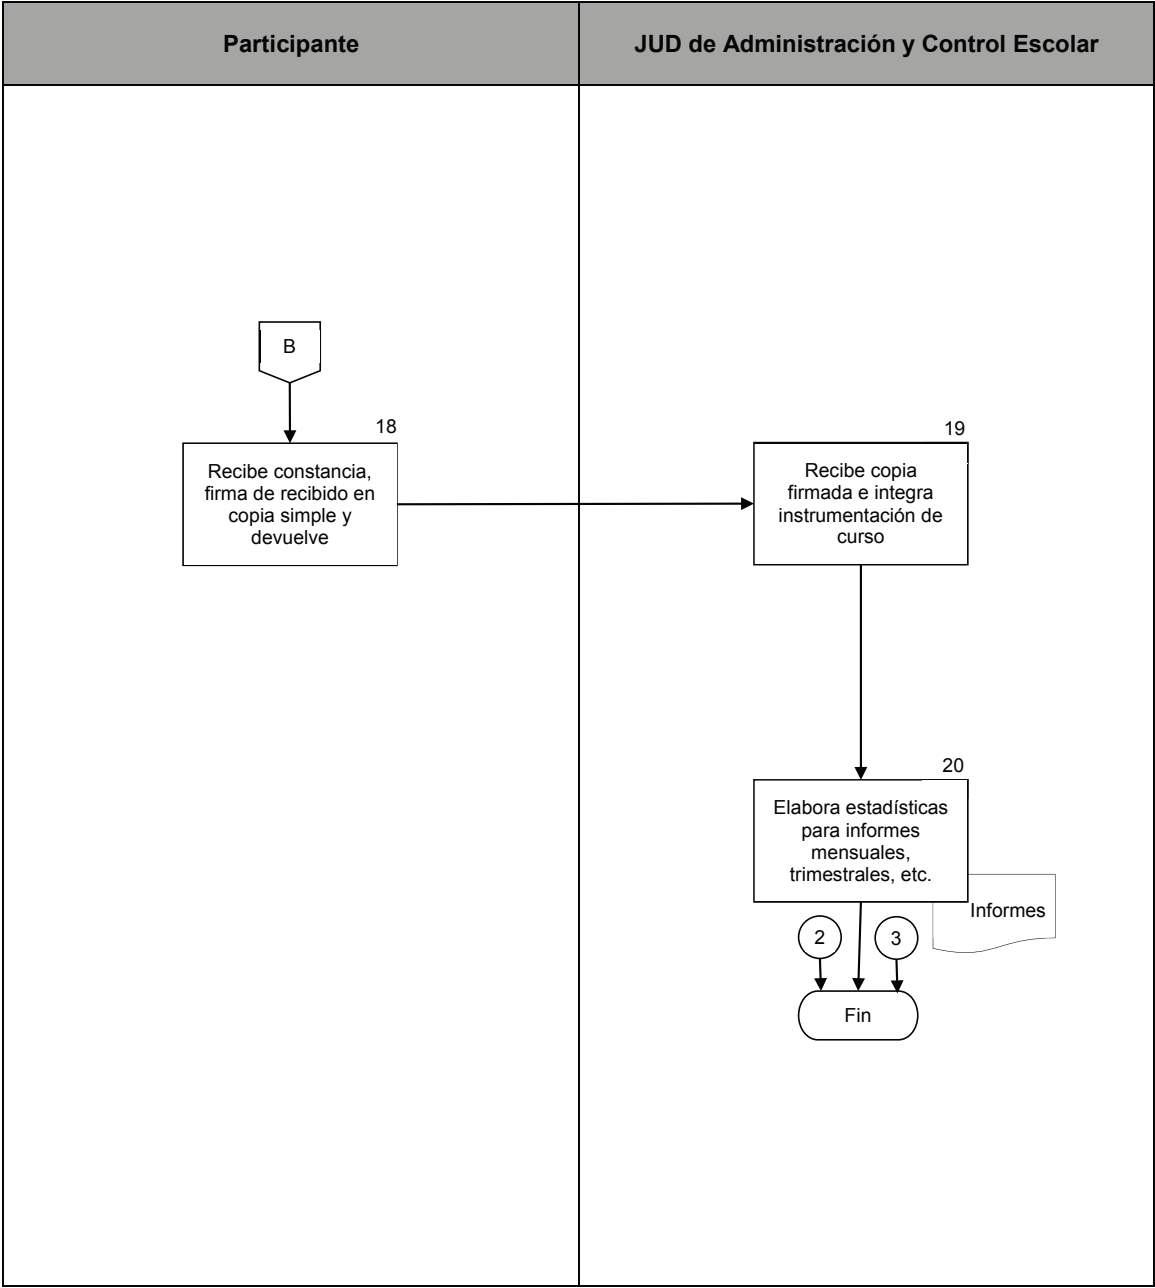 Participante
JUD de Administración y Control Escolar
B
18
Recibe constancia,
firma de recibido en
copia simple y
devuelve
19
Recibe copia
firmada e integra
instrumentación de
curso
20
Elabora estadísticas
para informes
mensuales,
trimestrales, etc.
Informes
2
3
Fin